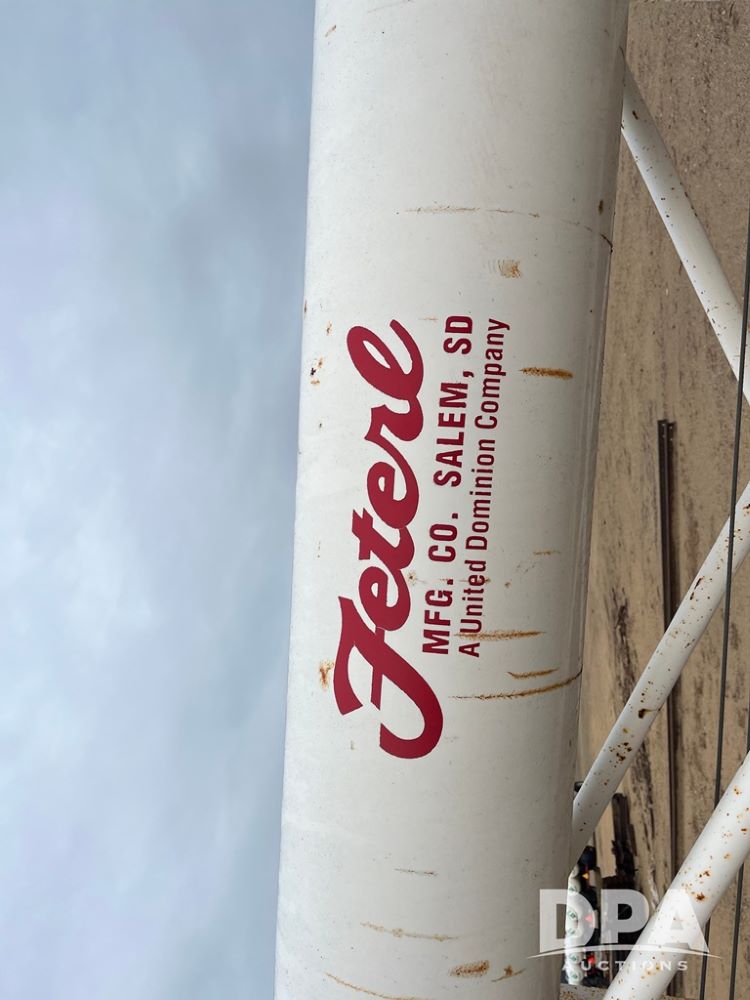 Feterl
MFG. CO. SALEM, SD
A United Dominion Company
DPA
AUCTIONS